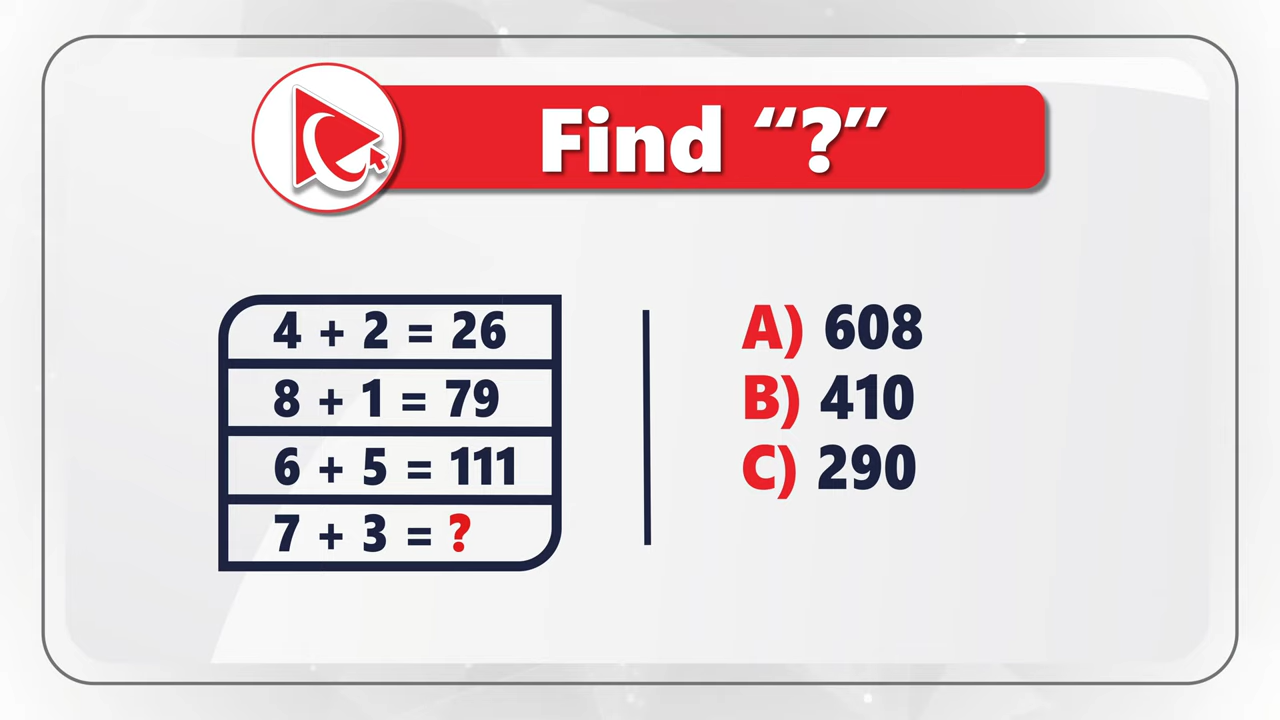 Find “?”
4 + 2 = 26
8 + 1 = 79
6 + 5 = 111
7 + 3 = ?
A) 608
B) 410
C) 290